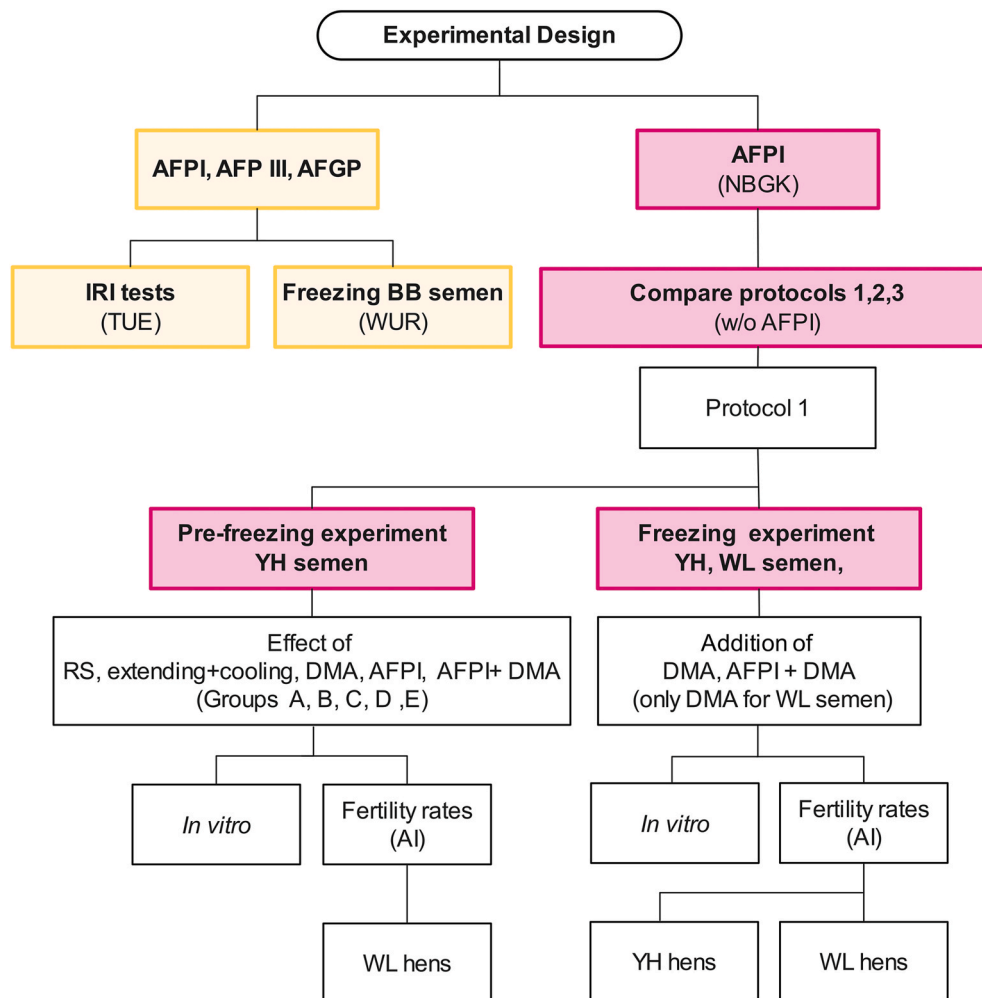 Experimental Design
AFPI, AFP III, AFGP
AFPI
(NBGK)
IRI tests
(TUE)
Freezing BB semen
(WUR)
Compare protocols 1,2,3
(w/o AFPI)
Protocol 1
Pre-freezing experiment
YH semen
Freezing experiment
YH, WL semen,
Effect of
RS, extending+cooling, DMA, AFPI, AFPI+ DMA
(Groups A, B, C, D ,E)
Addition of
DMA, AFPI + DMA
(only DMA for WL semen)
In vitro
Fertility rates
(AI)
In vitro
Fertility rates
(AI)
WL hens
YH hens
WL hens